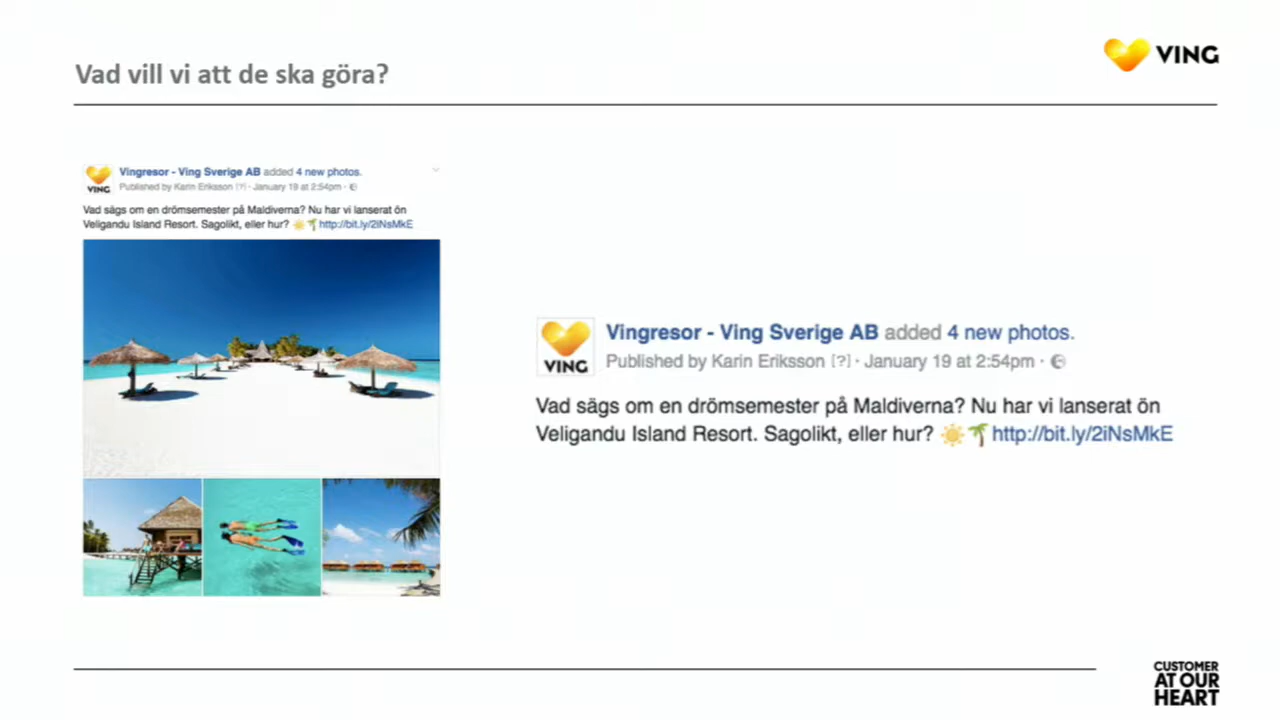 Vad vill vi att de ska göra?
VING
Vingresor - Ving Sverige AB added 4 new photos.
Published by Karin Eriksson [?] · January 19 at 2:54pm ·
Vad sägs om en drömsemester på Maldiverna? Nu har vi lanserat ön
Veligandu Island Resort. Sagolikt, eller hur? ☀️🌴http://bit.ly/2iNsMkE
VING
Vingresor - Ving Sverige AB added 4 new photos.
Published by Karin Eriksson [?] · January 19 at 2:54pm ·
Vad sägs om en drömsemester på Maldiverna? Nu har vi lanserat ön
Veligandu Island Resort. Sagolikt, eller hur? ☀️🌴http://bit.ly/2iNsMkE
VING
CUSTOMER
AT OUR
HEART